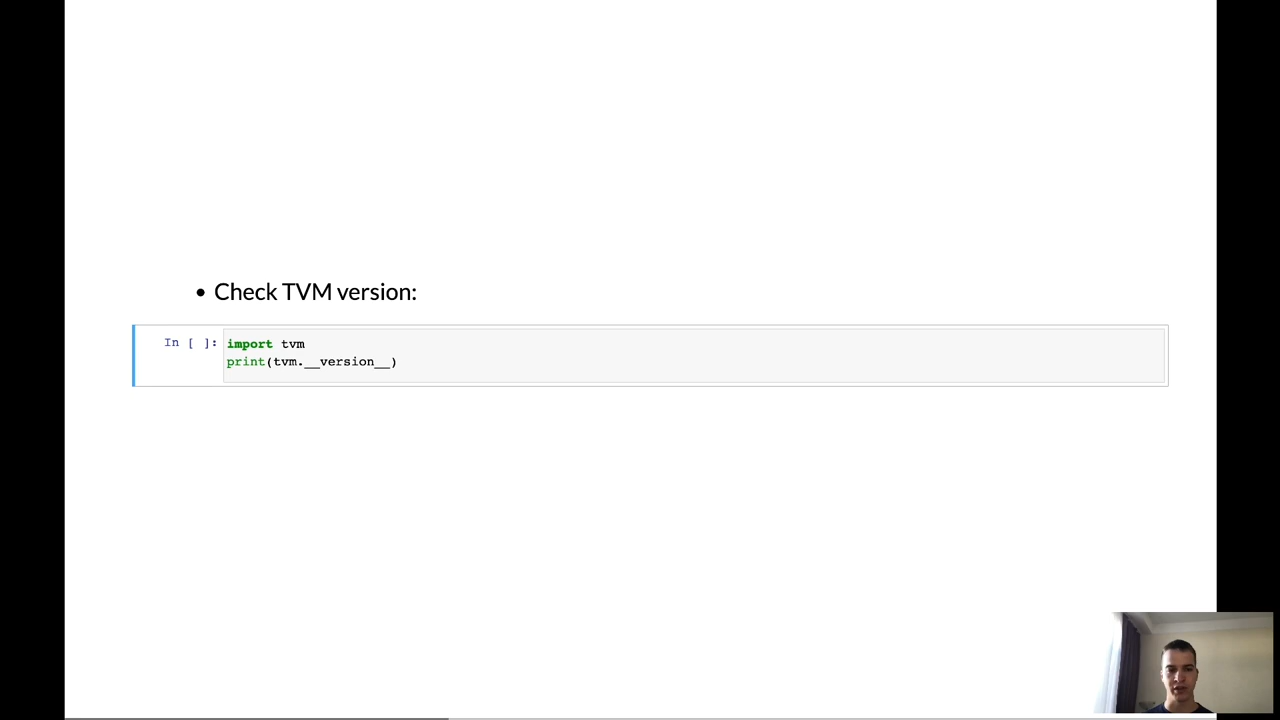 • Check TVM version:
In [ ]: import tvm
print(tvm.__version__)